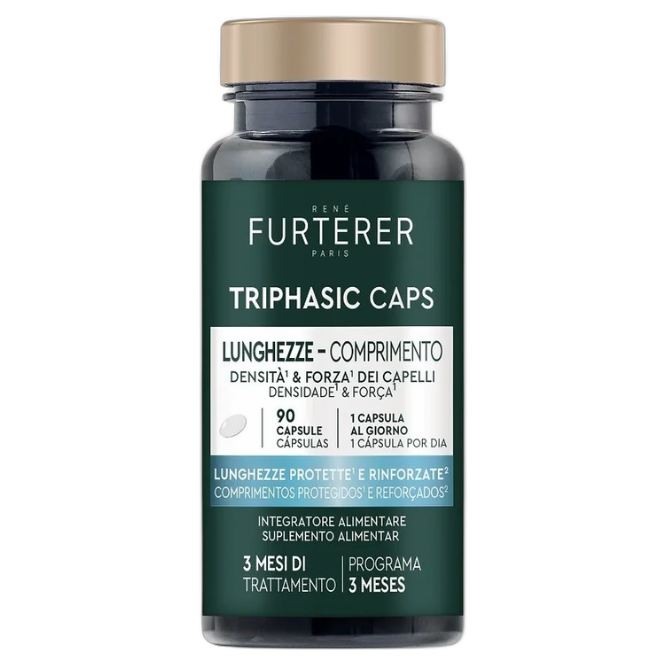 RENÉ
FURTERER
PARIS
TRIPHASIC CAPS
LUNGHEZZE - COMPRIMENTO
DENSITÀ¹ & FORZA¹ DEI CAPELLI
DENSIDADE¹ & FORÇA¹
90
CAPSULE
CÁPSULAS
1 CAPSULA
AL GIORNO
1 CÁPSULA POR DIA
LUNGHEZZE PROTETTE¹ E RINFORZATE²
COMPRIMENTOS PROTEGIDOS¹ E REFORÇADOS²
INTEGRATORE ALIMENTARE
SUPLEMENTO ALIMENTAR
3 MESI DI
TRATTAMENTO
PROGRAMA
3 MESES